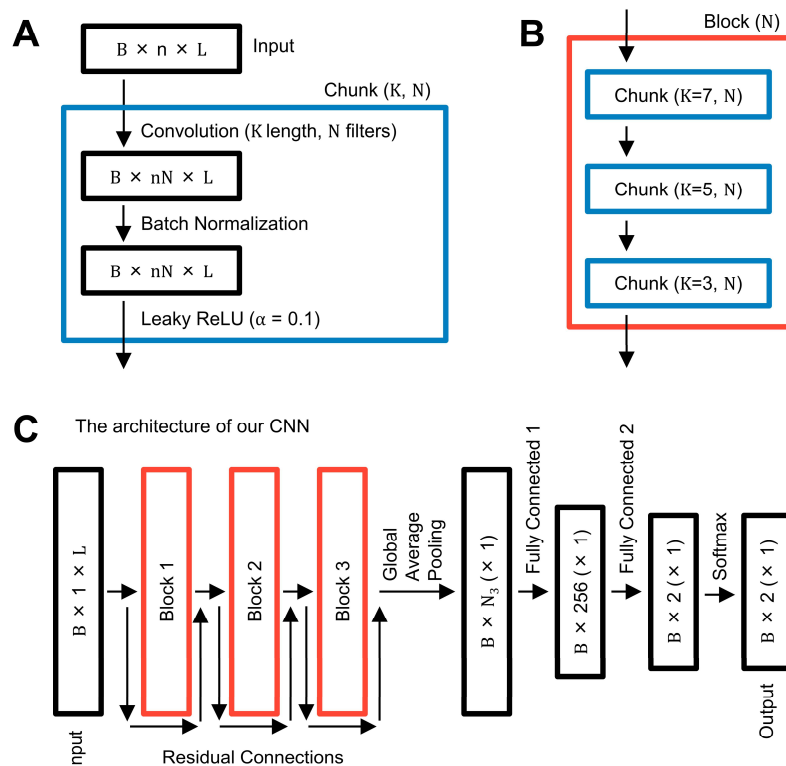 A
B × n × L
Input
Chunk (K, N)
Convolution (K length, N filters)
B × nN × L
Batch Normalization
B × nN × L
Leaky ReLU (α = 0.1)
B
Block (N)
Chunk (K=7, N)
Chunk (K=5, N)
Chunk (K=3, N)
C
The architecture of our CNN
B × 1 × L
Input
Block 1
Block 2
Block 3
Residual Connections
Global
Average
Pooling
B × N₃ (× 1)
Fully Connected 1
B × 256 (× 1)
Fully Connected 2
B × 2 (× 1)
Softmax
B × 2 (× 1)
Output